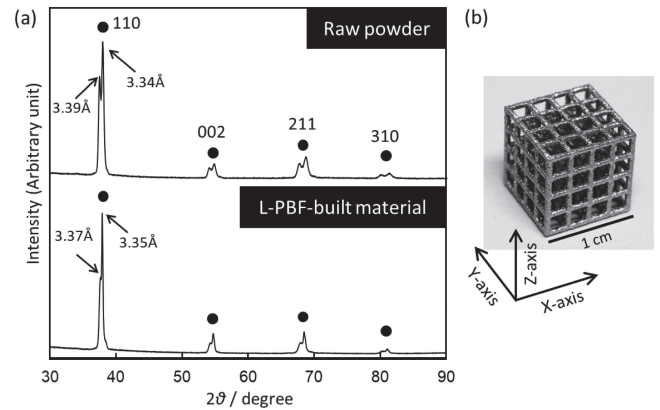 (a)
Raw powder
110
3.39Å
3.34Å
002
211
310
L-PBF-built material
3.37Å
3.35Å
Intensity (Arbitrary unit)
30 40 50 60 70 80 90
2ϑ / degree
(b)
1 cm
Y-axis
Z-axis
X-axis